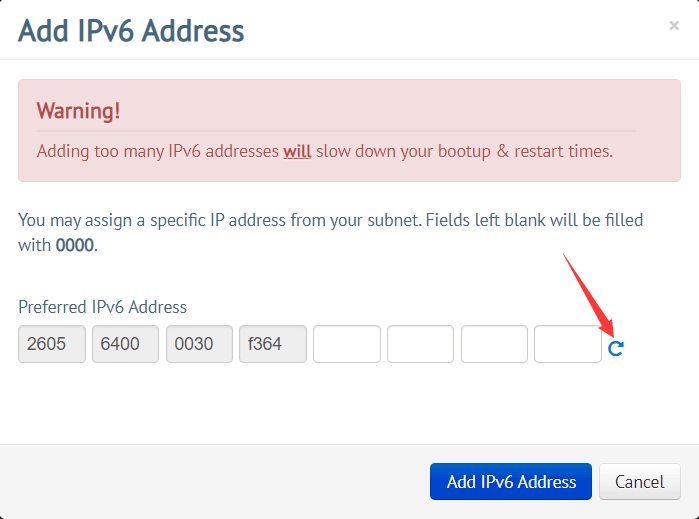 Add IPv6 Address
×
Warning!
Adding too many IPv6 addresses will slow down your bootup & restart times.
You may assign a specific IP address from your subnet. Fields left blank will be filled
with 0000.
Preferred IPv6 Address
2605 6400 0030 f364
Add IPv6 Address Cancel